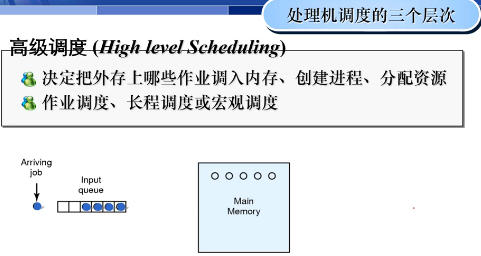 处理机调度的三个层次
高级调度 (High level Scheduling)
决定把外存上哪些作业调入内存、创建进程、分配资源
作业调度、长程调度或宏观调度
Arriving
job
Input
queue
Main
Memory